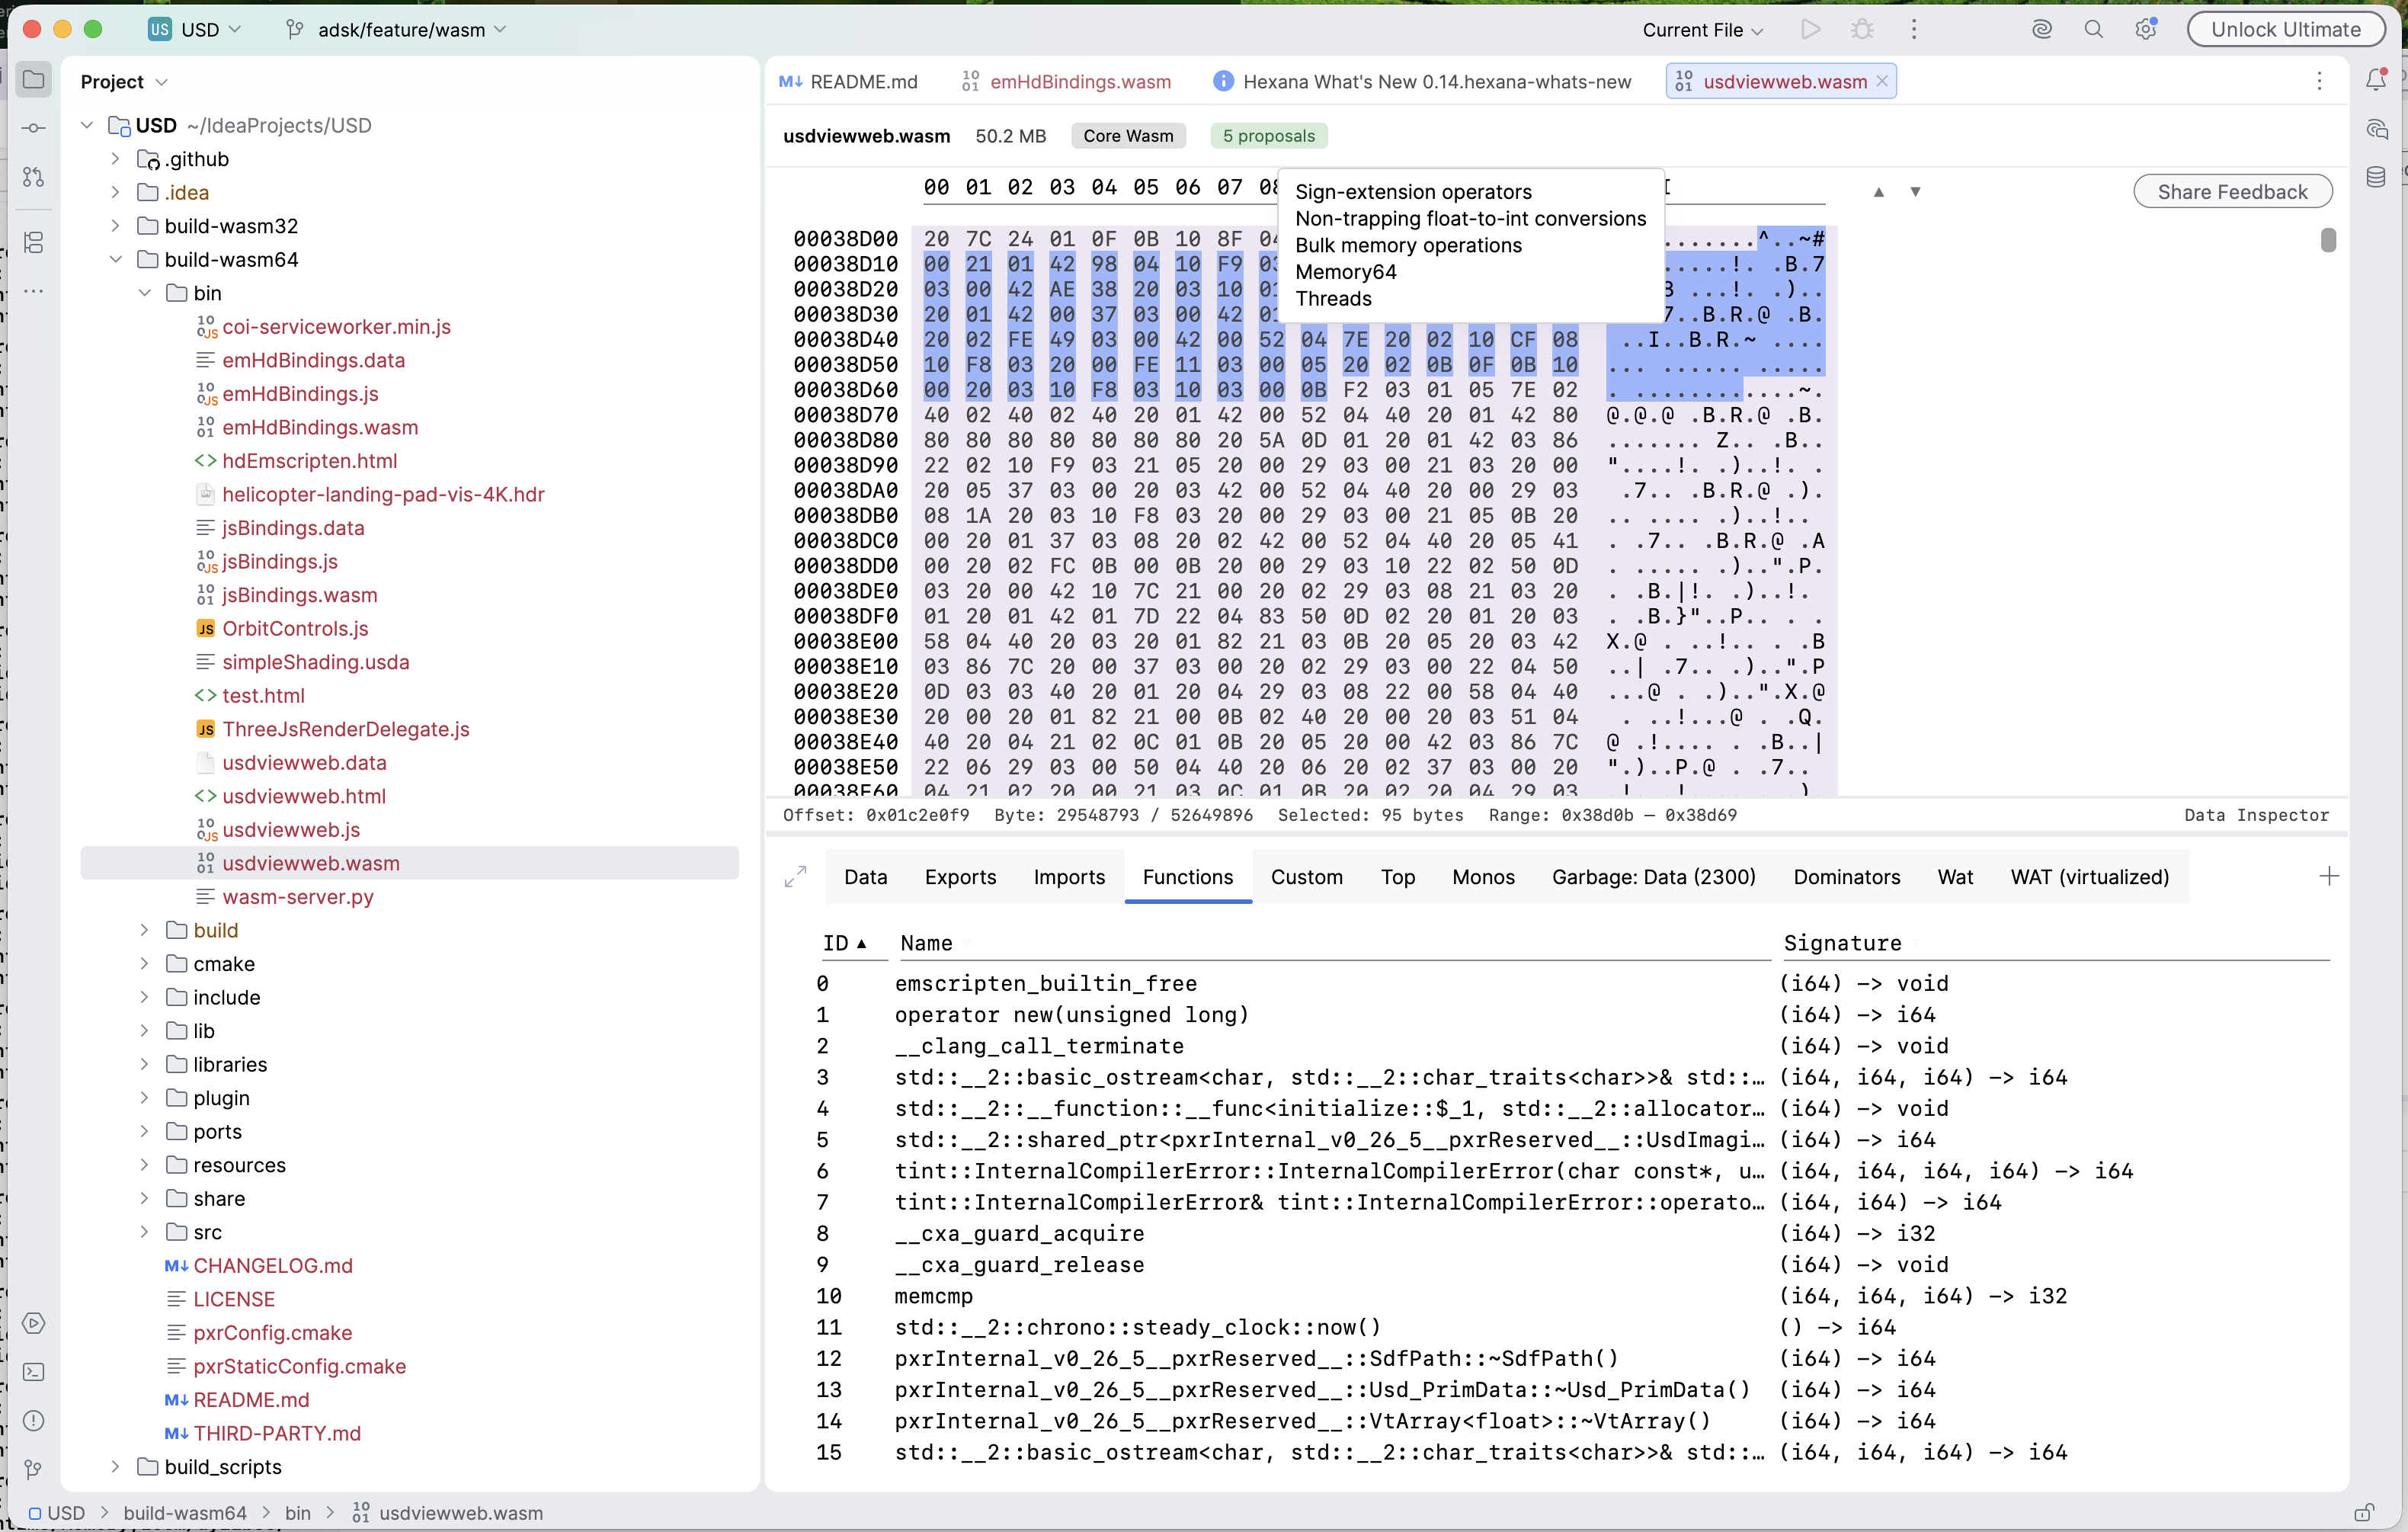 US USD adsk/feature/wasm Current File Unlock Ultimate
Project
USD ~/IdeaProjects/USD
.github
.idea
build-wasm32
build-wasm64
bin
coi-serviceworker.min.js
emHdBindings.data
emHdBindings.js
emHdBindings.wasm
hdEmscripten.html
helicopter-landing-pad-vis-4K.hdr
jsBindings.data
jsBindings.js
jsBindings.wasm
OrbitControls.js
simpleShading.usda
test.html
ThreeJsRenderDelegate.js
usdviewweb.data
usdviewweb.html
usdviewweb.js
usdviewweb.wasm
wasm-server.py
build
cmake
include
lib
libraries
plugin
ports
resources
share
src
CHANGELOG.md
LICENSE
pxrConfig.cmake
pxrStaticConfig.cmake
README.md
THIRD-PARTY.md
build_scripts
README.md emHdBindings.wasm Hexana What's New 0.14.hexana-whats-new usdviewweb.wasm
usdviewweb.wasm 50.2 MB Core Wasm 5 proposals
Sign-extension operators
Non-trapping float-to-int conversions
Bulk memory operations
Memory64
Threads
Share Feedback
00 01 02 03 04 05 06 07
00038D00 20 7C 24 01 0F 0B 10 8F .......^..~#
00038D10 00 21 01 42 98 04 10 F9 .....!. .B.7
00038D20 03 00 42 AE 38 20 03 10 ...!. .)..
00038D30 20 01 42 00 37 03 00 42 7.B.R.@ .B.
00038D40 20 02 FE 49 03 00 42 00 52 04 7E 20 02 10 CF 08 ..I..B.R.~ ....
00038D50 10 F8 03 20 00 FE 11 03 00 05 20 02 0B 0F 0B 10 ... ...... .....
00038D60 00 20 03 10 F8 03 10 03 00 0B F2 03 01 05 7E 02 . ............~.
00038D70 40 02 40 02 40 20 01 42 00 52 04 40 20 01 42 80 @.@.@ .B.R.@ .B.
00038D80 80 80 80 80 80 80 80 20 5A 0D 01 20 01 42 03 86 ....... Z.. .B..
00038D90 22 02 10 F9 03 21 05 20 00 29 03 00 21 03 20 00 "....!. .)..!. .
00038DA0 20 05 37 03 00 20 03 42 00 52 04 40 20 00 29 03 .7.. .B.R.@ .).
00038DB0 08 1A 20 03 10 F8 03 20 00 29 03 00 21 05 0B 20 .. .... .)..!..
00038DC0 00 20 01 37 03 08 20 02 42 00 52 04 40 20 05 41 . .7.. .B.R.@ .A
00038DD0 00 20 02 FC 0B 00 0B 20 00 29 03 10 22 02 50 0D . ..... .)..".P.
00038DE0 03 20 00 42 10 7C 21 00 20 02 29 03 08 21 03 20 . .B.|!. .)..!.
00038DF0 01 20 01 42 01 7D 22 04 83 50 0D 02 20 01 20 03 . .B.}"..P.. . .
00038E00 58 04 40 20 03 20 01 82 21 03 0B 20 05 20 03 42 X.@ . ..!.. . .B
00038E10 03 86 7C 20 00 37 03 00 20 02 29 03 00 22 04 50 ..| .7.. .)..".P
00038E20 0D 03 03 40 20 01 20 04 29 03 08 22 00 58 04 40 ...@ . .)..".X.@
00038E30 20 00 20 01 82 21 00 0B 02 40 20 00 20 03 51 04 . ..!...@ . .Q.
00038E40 40 20 04 21 02 0C 01 0B 20 05 20 00 42 03 86 7C @ .!.... . .B..|
00038E50 22 06 29 03 00 50 04 40 20 06 20 02 37 03 00 20 ".)..P.@ . .7..
00038E60 04 21 02 20 00 21 03 0C 01 0B 20 02 20 04 29 03
Offset: 0x01c2e0f9 Byte: 29548793 / 52649896 Selected: 95 bytes Range: 0x38d0b – 0x38d69 Data Inspector
Data Exports Imports Functions Custom Top Monos Garbage: Data (2300) Dominators Wat WAT (virtualized)
ID Name Signature
0 emscripten_builtin_free (i64) -> void
1 operator new(unsigned long) (i64) -> i64
2 __clang_call_terminate (i64) -> void
3 std::__2::basic_ostream<char, std::__2::char_traits<char>>& std::… (i64, i64, i64) -> i64
4 std::__2::__function::__func<initialize::$_1, std::__2::allocator… (i64) -> void
5 std::__2::shared_ptr<pxrInternal_v0_26_5__pxrReserved__::UsdImagi… (i64) -> i64
6 tint::InternalCompilerError::InternalCompilerError(char const*, u… (i64, i64, i64, i64) -> i64
7 tint::InternalCompilerError& tint::InternalCompilerError::operato… (i64, i64) -> i64
8 __cxa_guard_acquire (i64) -> i32
9 __cxa_guard_release (i64) -> void
10 memcmp (i64, i64, i64) -> i32
11 std::__2::chrono::steady_clock::now() () -> i64
12 pxrInternal_v0_26_5__pxrReserved__::SdfPath::~SdfPath() (i64) -> i64
13 pxrInternal_v0_26_5__pxrReserved__::Usd_PrimData::~Usd_PrimData() (i64) -> i64
14 pxrInternal_v0_26_5__pxrReserved__::VtArray<float>::~VtArray() (i64) -> i64
15 std::__2::basic_ostream<char, std::__2::char_traits<char>>& std::… (i64, i64, i64) -> i64
USD > build-wasm64 > bin > usdviewweb.wasm